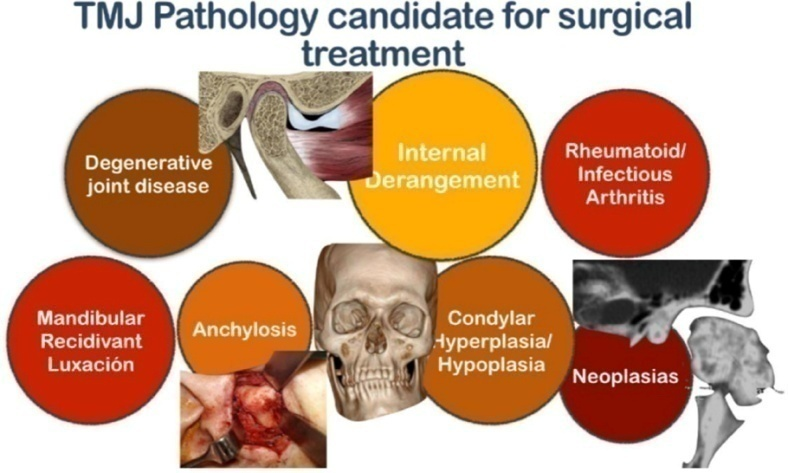 TMJ Pathology candidate for surgical
treatment
Degenerative
joint disease
Internal
Derangement
Rheumatoid/
Infectious
Arthritis
Mandibular
Recidivant
Luxación
Anchylosis
Condylar
Hyperplasia/
Hypoplasia
Neoplasias